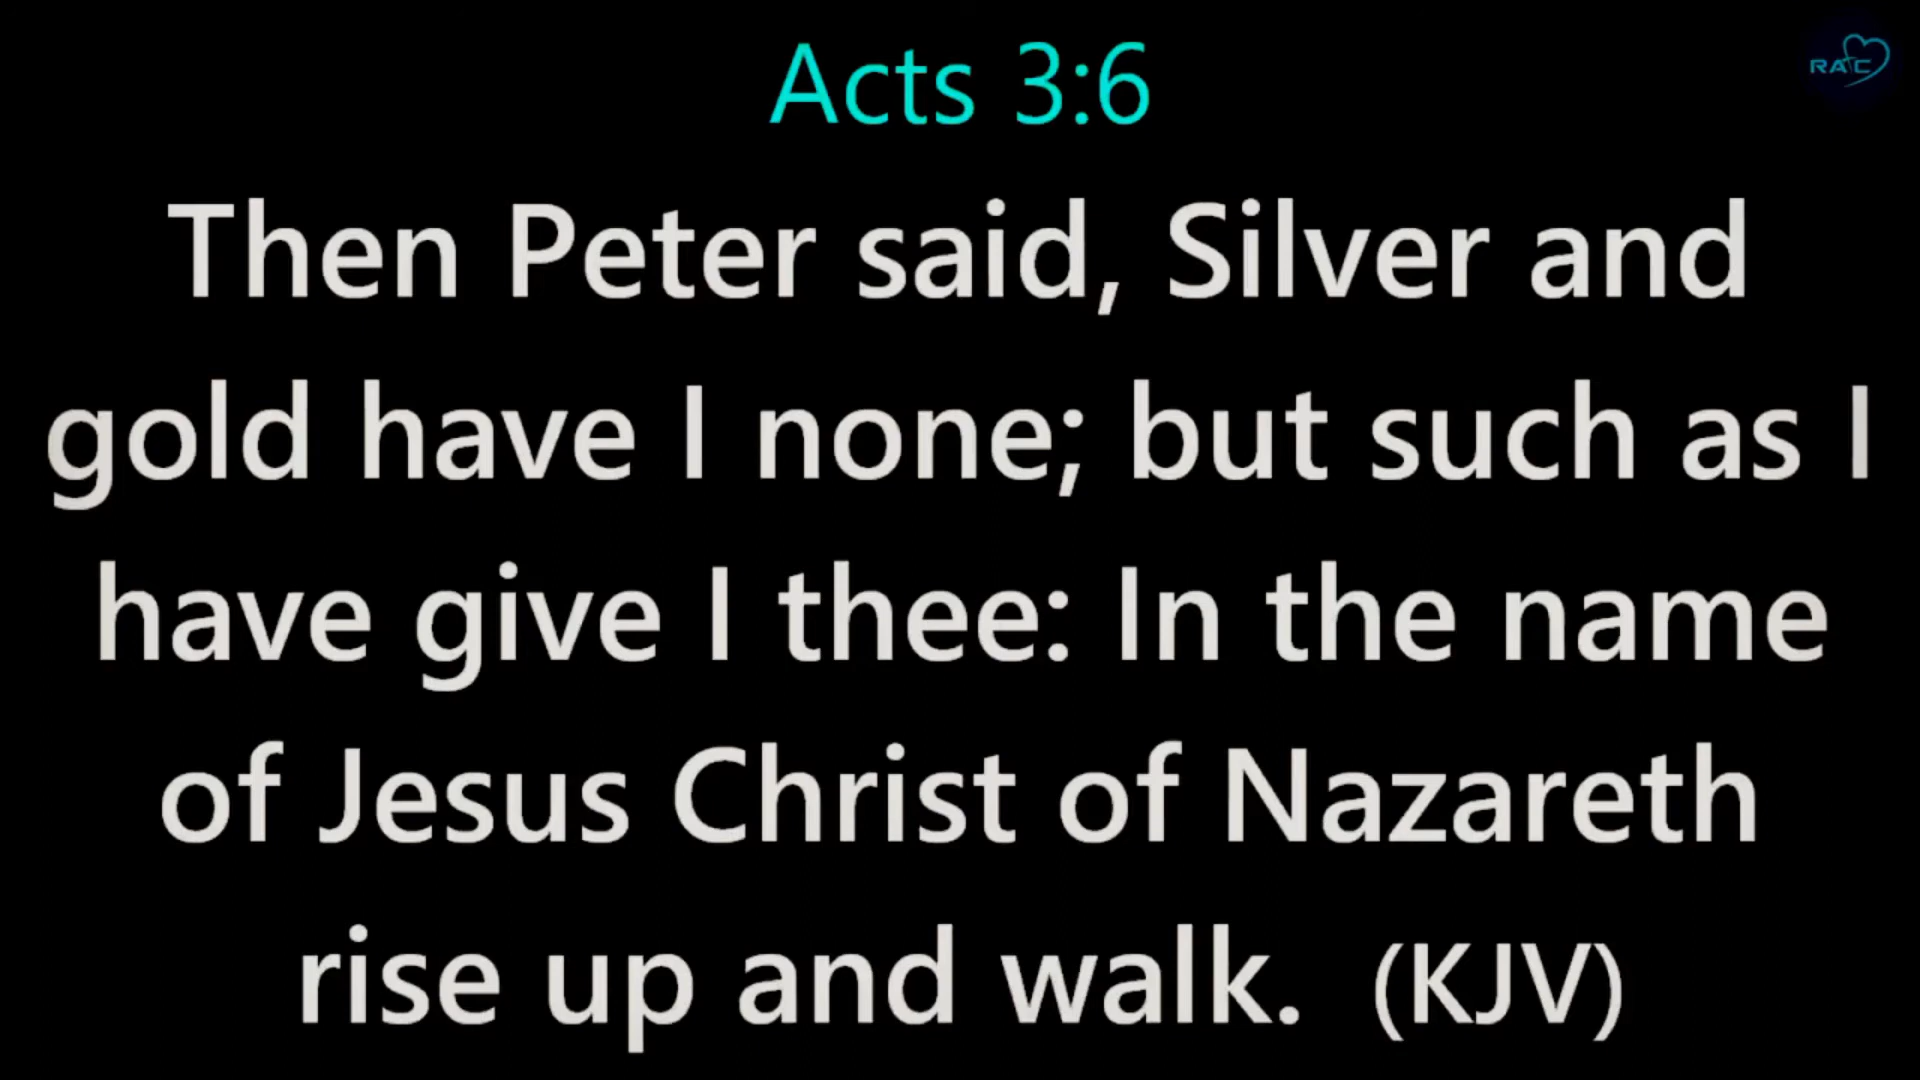 Acts 3:6
RAC
Then Peter said, Silver and
gold have I none; but such as I
have give I thee: In the name
of Jesus Christ of Nazareth
rise up and walk. (KJV)